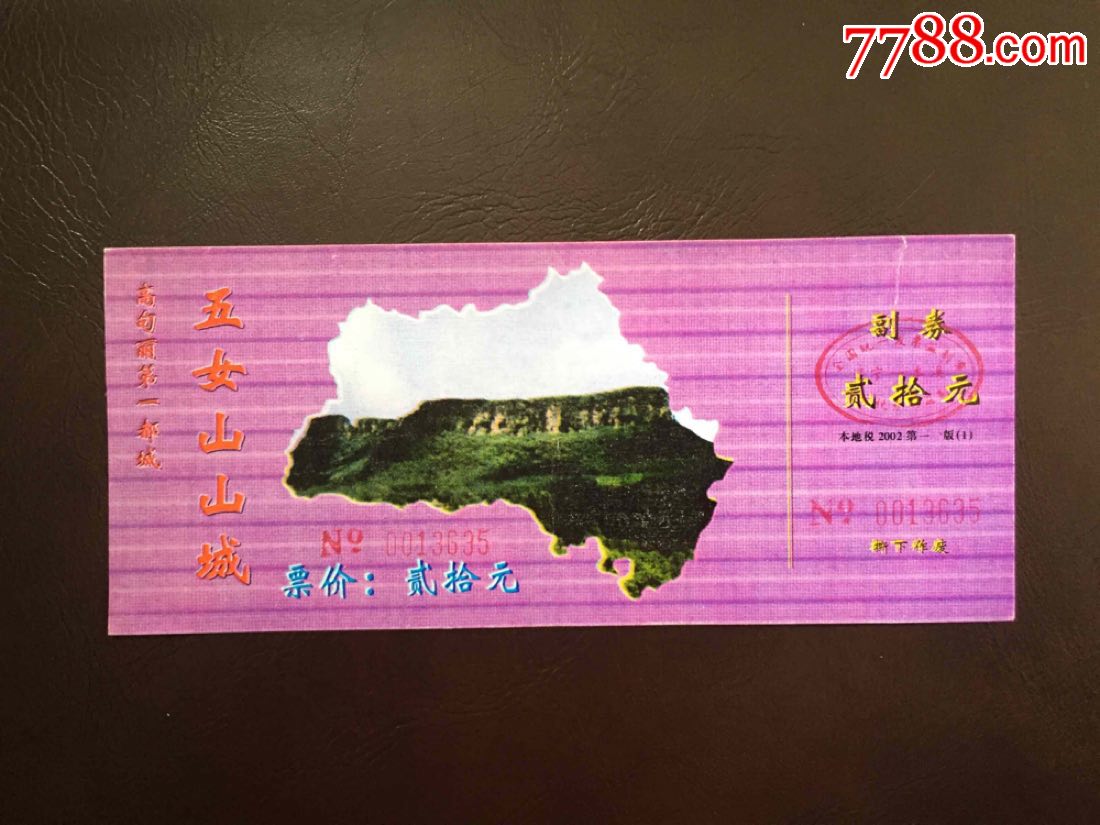 7788.com
高句丽第一都城
五女山山城
No 0013635
票价：贰拾元
副券
贰拾元
本地税 2002 第一 版(1)
No 0013635
撕下作废